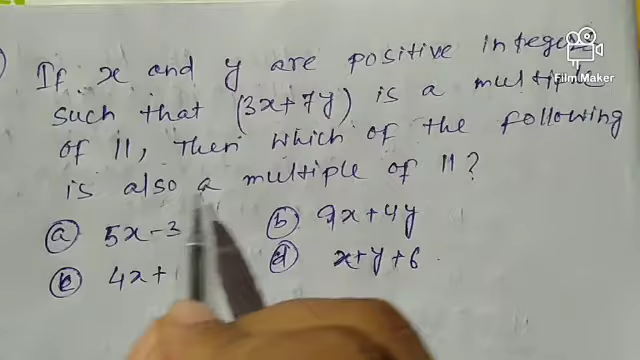 If x and y are positive integers
such that (3x+7y) is a multiple
of 11, then which of the following
is also a multiple of 11?
(a) 5x-3 (b) 9x+4y
(c) 4x+ (d) x+y+6
Film Maker